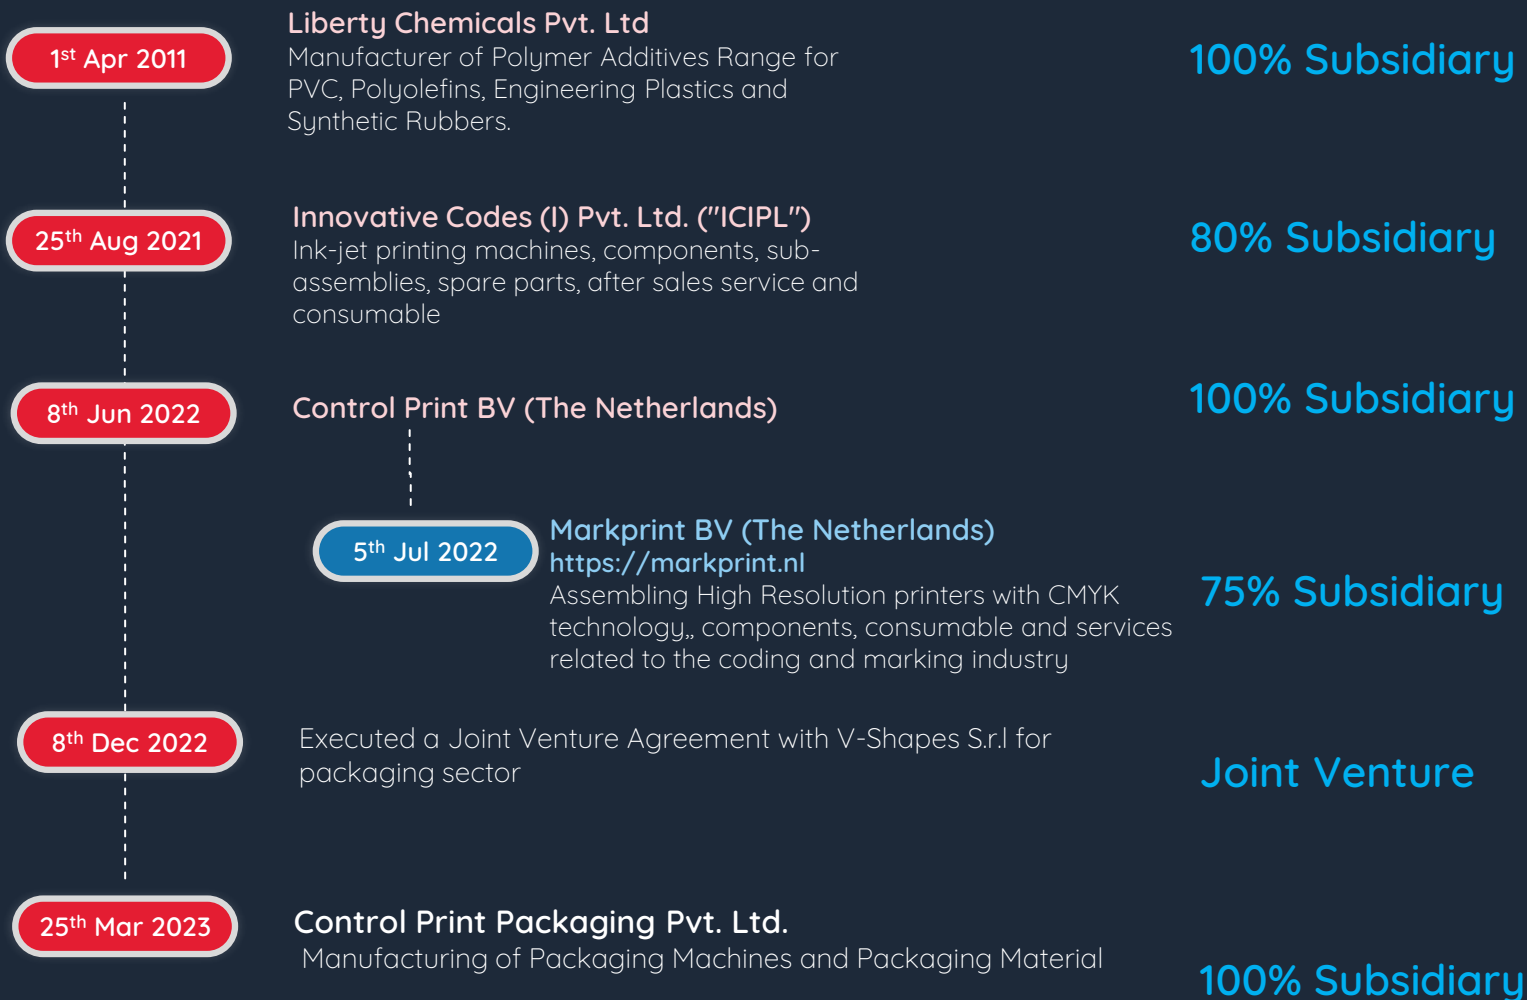 1st Apr 2011
Liberty Chemicals Pvt. Ltd
Manufacturer of Polymer Additives Range for
PVC, Polyolefins, Engineering Plastics and
Synthetic Rubbers.
100% Subsidiary
25th Aug 2021
Innovative Codes (I) Pvt. Ltd. ("ICIPL")
Ink-jet printing machines, components, sub-
assemblies, spare parts, after sales service and
consumable
80% Subsidiary
8th Jun 2022
Control Print BV (The Netherlands)
100% Subsidiary
5th Jul 2022
Markprint BV (The Netherlands)
https://markprint.nl
Assembling High Resolution printers with CMYK
technology,, components, consumable and services
related to the coding and marking industry
75% Subsidiary
8th Dec 2022
Executed a Joint Venture Agreement with V-Shapes S.r.l for
packaging sector
Joint Venture
25th Mar 2023
Control Print Packaging Pvt. Ltd.
Manufacturing of Packaging Machines and Packaging Material
100% Subsidiary